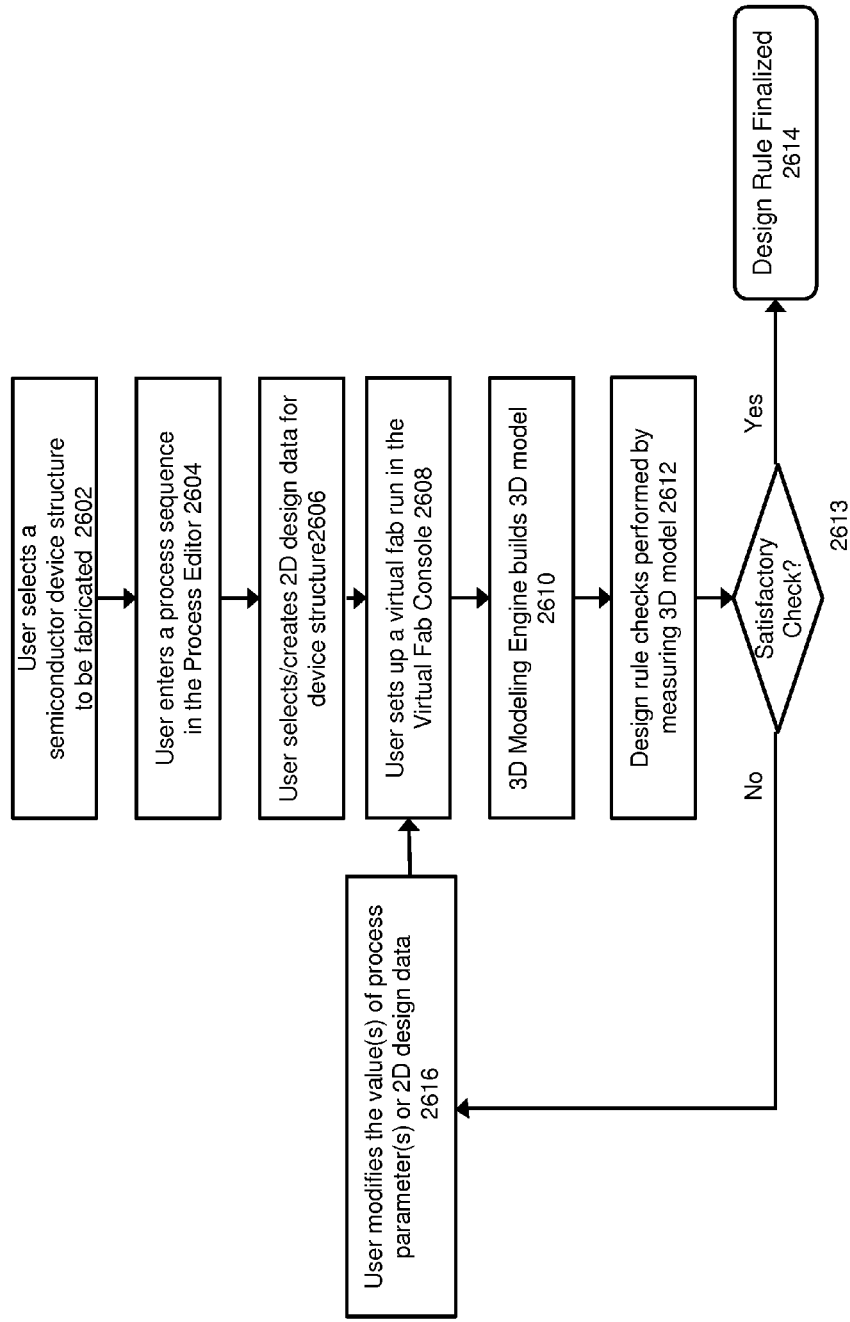 User selects a
semiconductor device structure
to be fabricated 2602
User enters a process sequence
in the Process Editor 2604
User selects/creates 2D design data for
device structure2606
User sets up a virtual fab run in the
Virtual Fab Console 2608
3D Modeling Engine builds 3D model
2610
Design rule checks performed by
measuring 3D model 2612
Satisfactory
Check?
2613
Yes
Design Rule Finalized
2614
No
User modifies the value(s) of process
parameter(s) or 2D design data
2616